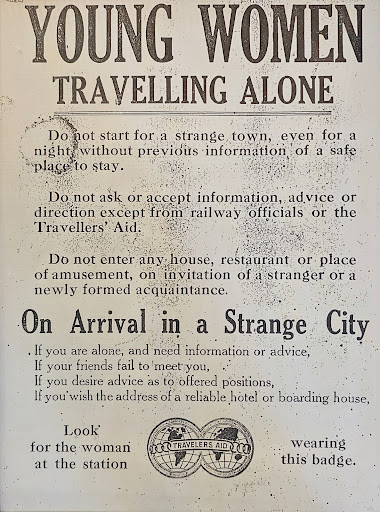 YOUNG WOMEN
TRAVELLING ALONE
Do not start for a strange town, even for a
night, without previous information of a safe
place to stay.
Do not ask or accept information, advice or
direction except from railway officials or the
Travellers' Aid.
Do not enter any house, restaurant or place
of amusement, on invitation of a stranger or a
newly formed acquaintance.
On Arrival in a Strange City
If you are alone, and need information or advice,
If your friends fail to meet you,
If you desire advice as to offered positions,
If you wish the address of a reliable hotel or boarding house,
Look
for the woman
at the station
TRAVELERS AID
wearing
this badge.